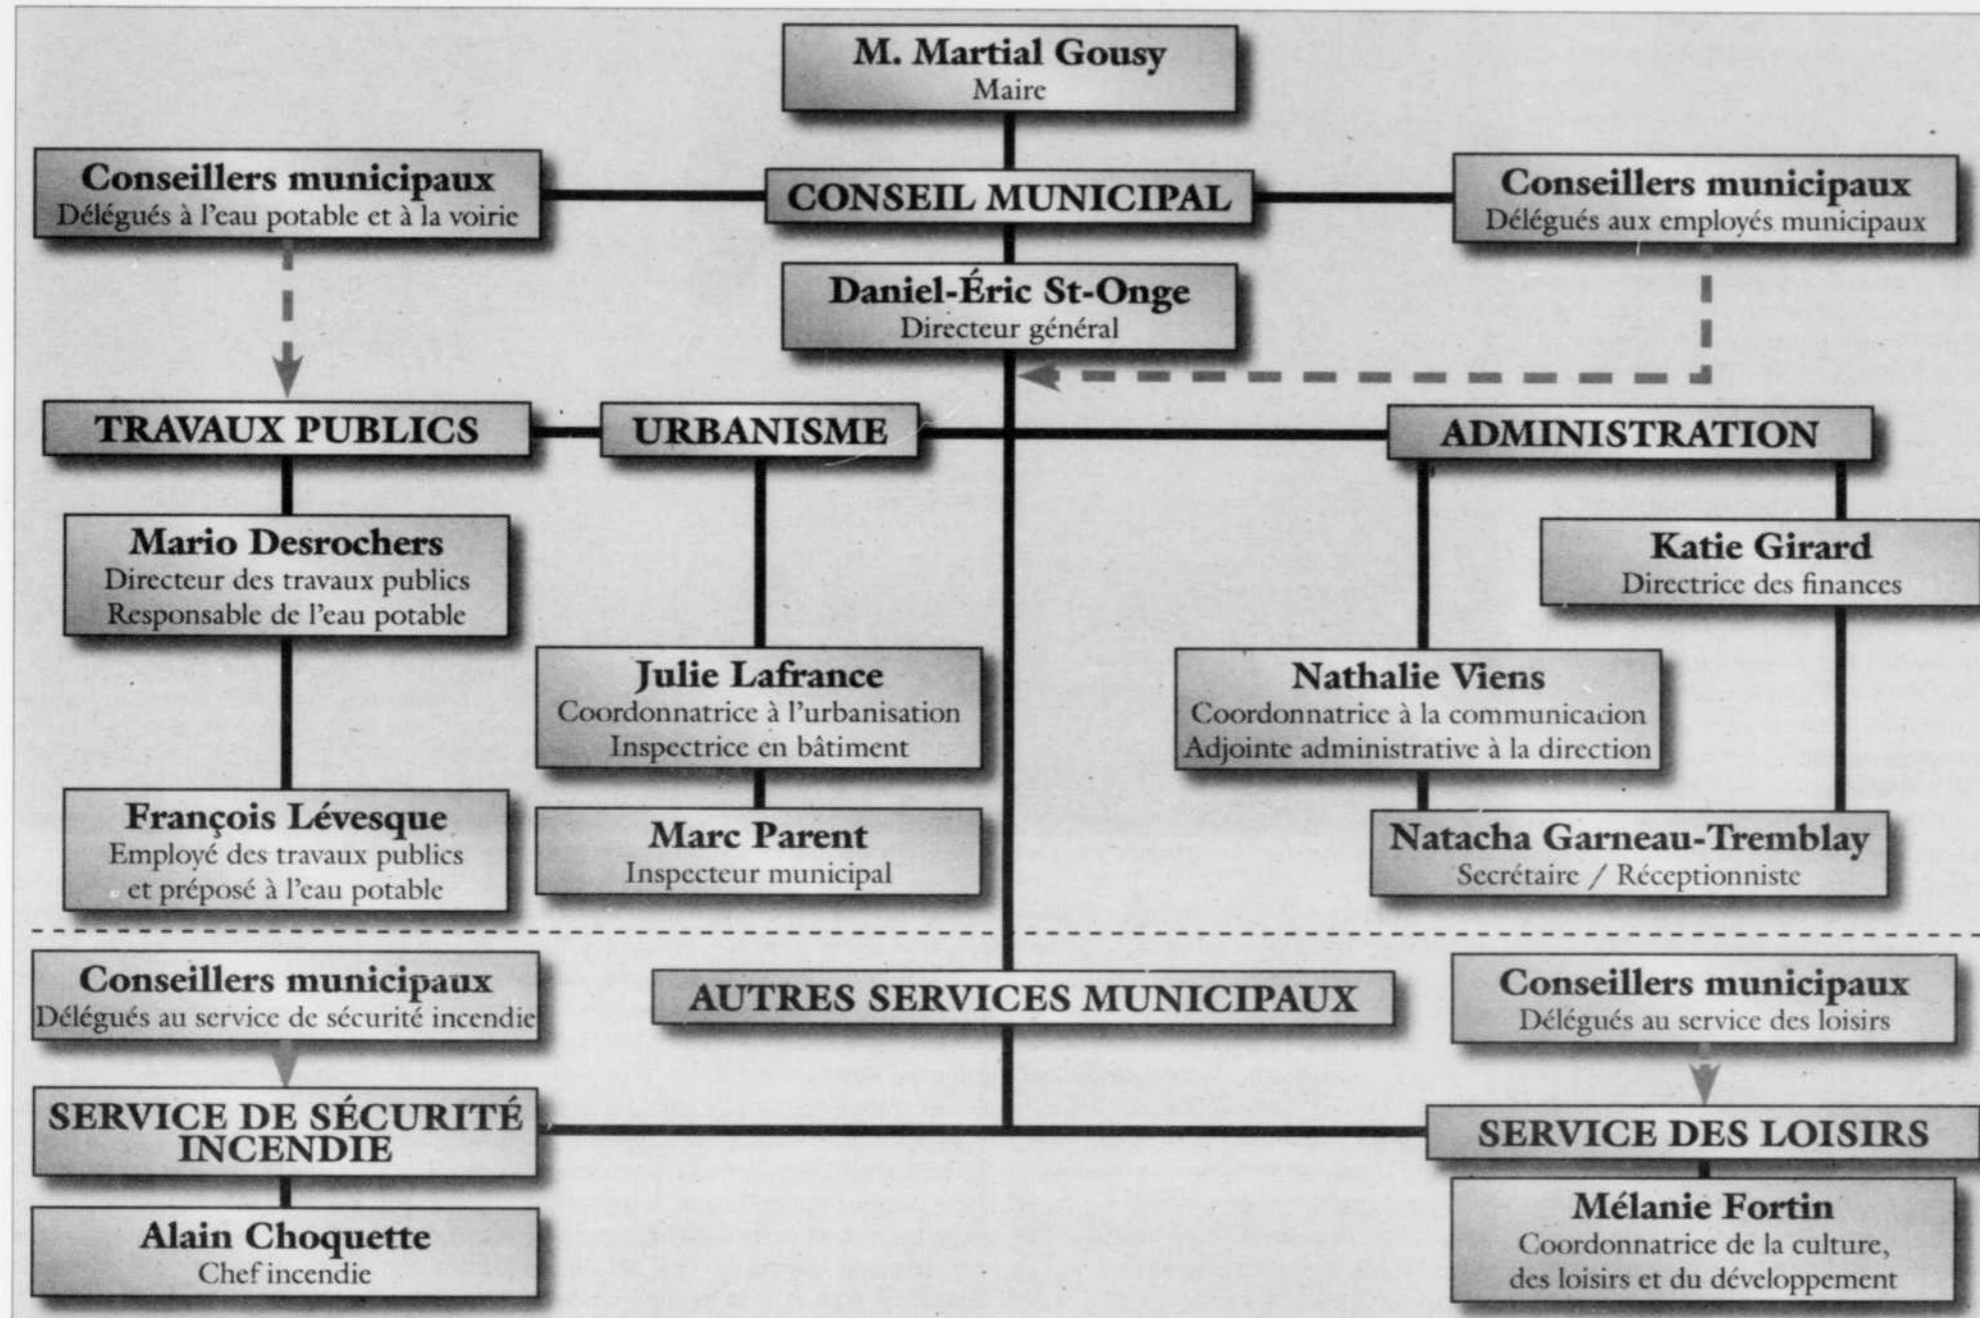 M. Martial Gousy
Maire
Conseillers municipaux
Délégués à l'eau potable et à la voirie
CONSEIL MUNICIPAL
Conseillers municipaux
Délégués aux employés municipaux
Daniel-Éric St-Onge
Directeur général
TRAVAUX PUBLICS
URBANISME
ADMINISTRATION
Mario Desrochers
Directeur des travaux publics
Responsable de l'eau potable
Katie Girard
Directrice des finances
Julie Lafrance
Coordonnatrice à l'urbanisation
Inspectrice en bâtiment
Nathalie Viens
Coordonnatrice à la communication
Adjointe administrative à la direction
François Lévesque
Employé des travaux publics
et préposé à l'eau potable
Marc Parent
Inspecteur municipal
Natacha Garneau-Tremblay
Secrétaire / Réceptionniste
Conseillers municipaux
Délégués au service de sécurité incendie
AUTRES SERVICES MUNICIPAUX
Conseillers municipaux
Délégués au service des loisirs
SERVICE DE SÉCURITÉ
INCENDIE
SERVICE DES LOISIRS
Alain Choquette
Chef incendie
Mélanie Fortin
Coordonnatrice de la culture,
des loisirs et du développement